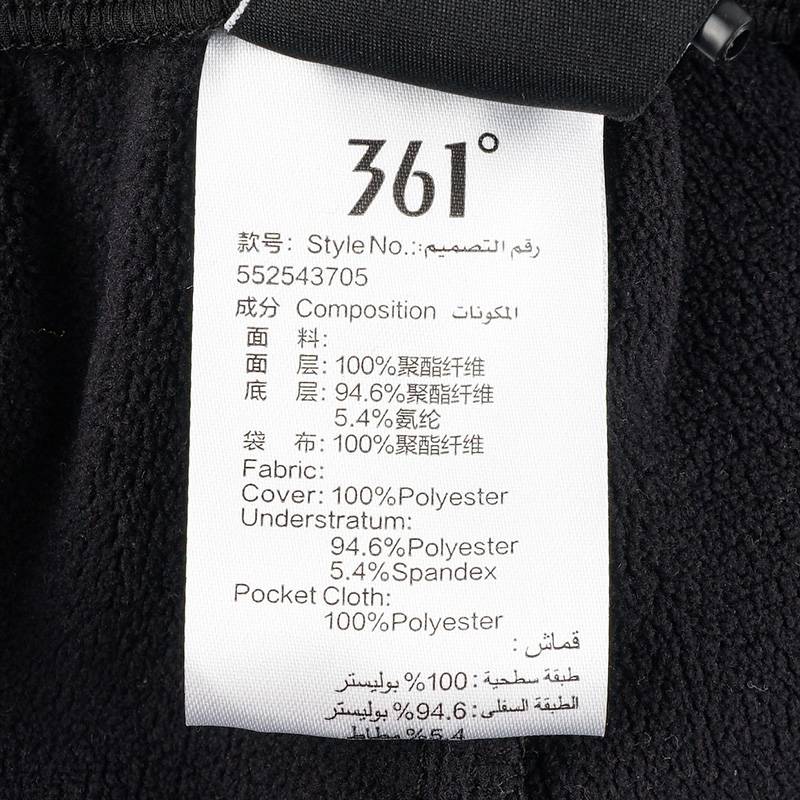 361°
款号: Style No.: رقم التصميم:
552543705
成分 Composition المكونات
面 料:
面 层: 100%聚酯纤维
底 层: 94.6%聚酯纤维
5.4%氨纶
袋 布: 100%聚酯纤维
Fabric:
Cover: 100%Polyester
Understratum:
94.6%Polyester
5.4%Spandex
Pocket Cloth:
100%Polyester
قماش :
طبقة سطحية : 100% بوليستر
الطبقة السفلى : 94.6% بوليستر
5.4% مطاط